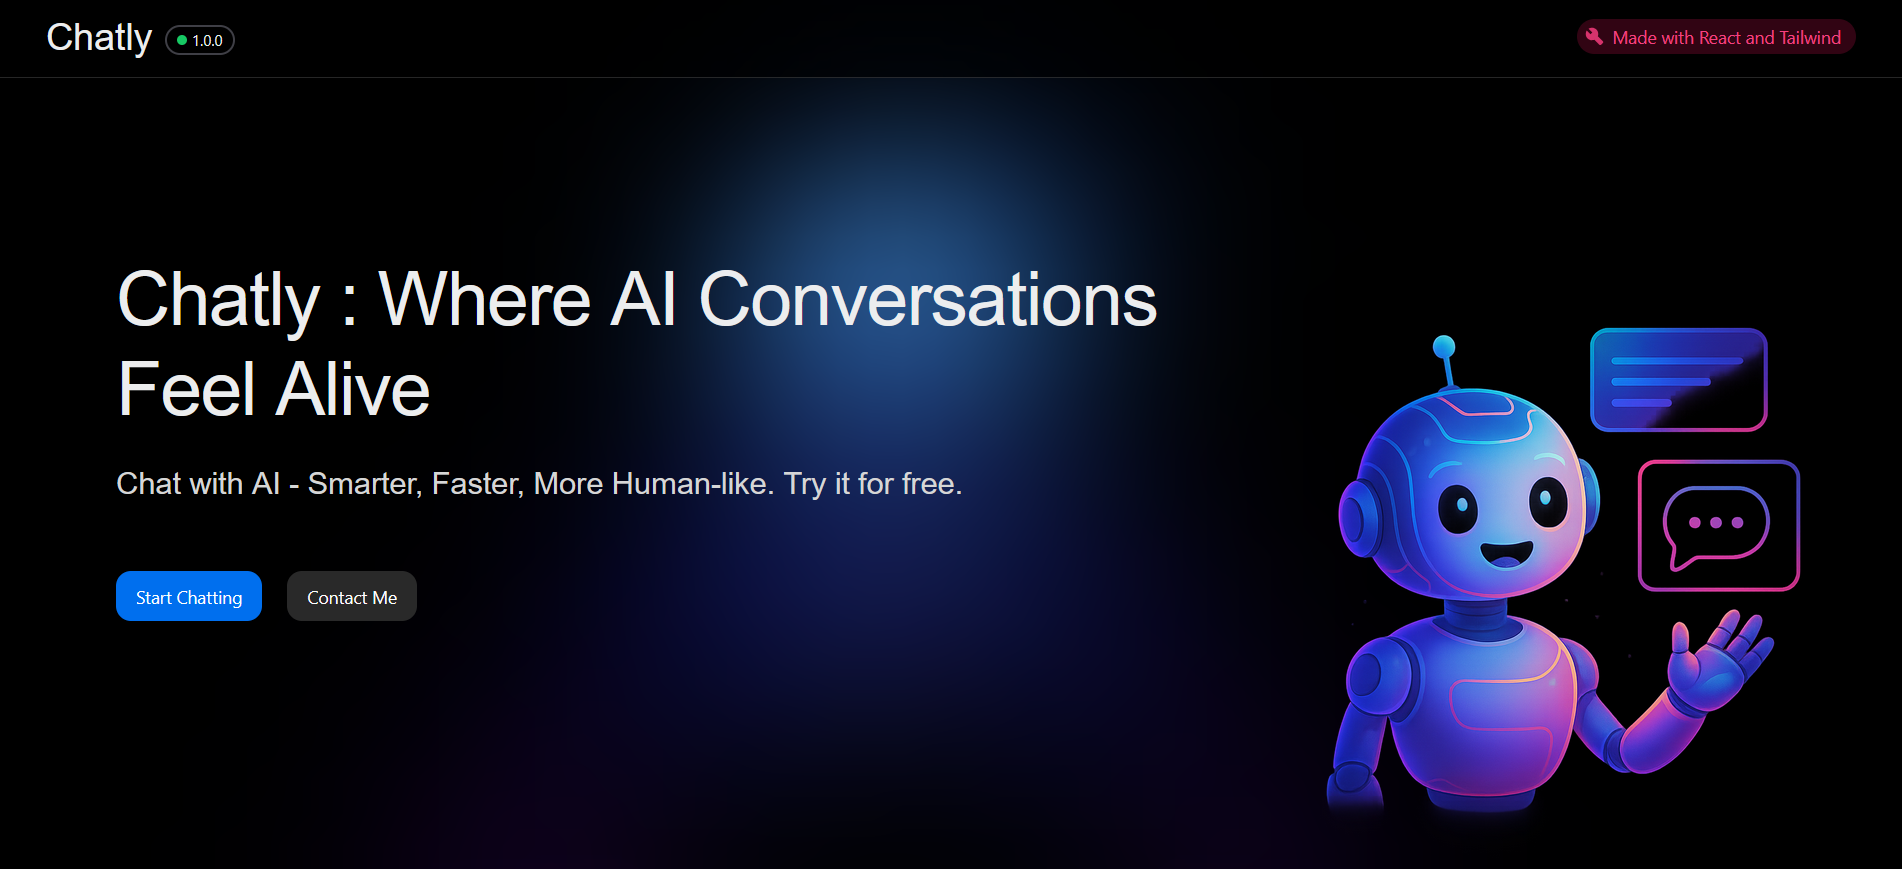 Chatly
1.0.0
Made with React and Tailwind
Chatly : Where AI Conversations
Feel Alive
Chat with AI - Smarter, Faster, More Human-like. Try it for free.
Start Chatting
Contact Me